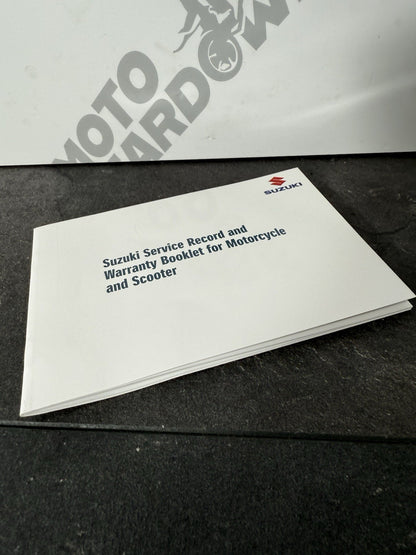 MOTO
SUZUKI
Suzuki Service Record and
Warranty Booklet for Motorcycle
and Scooter